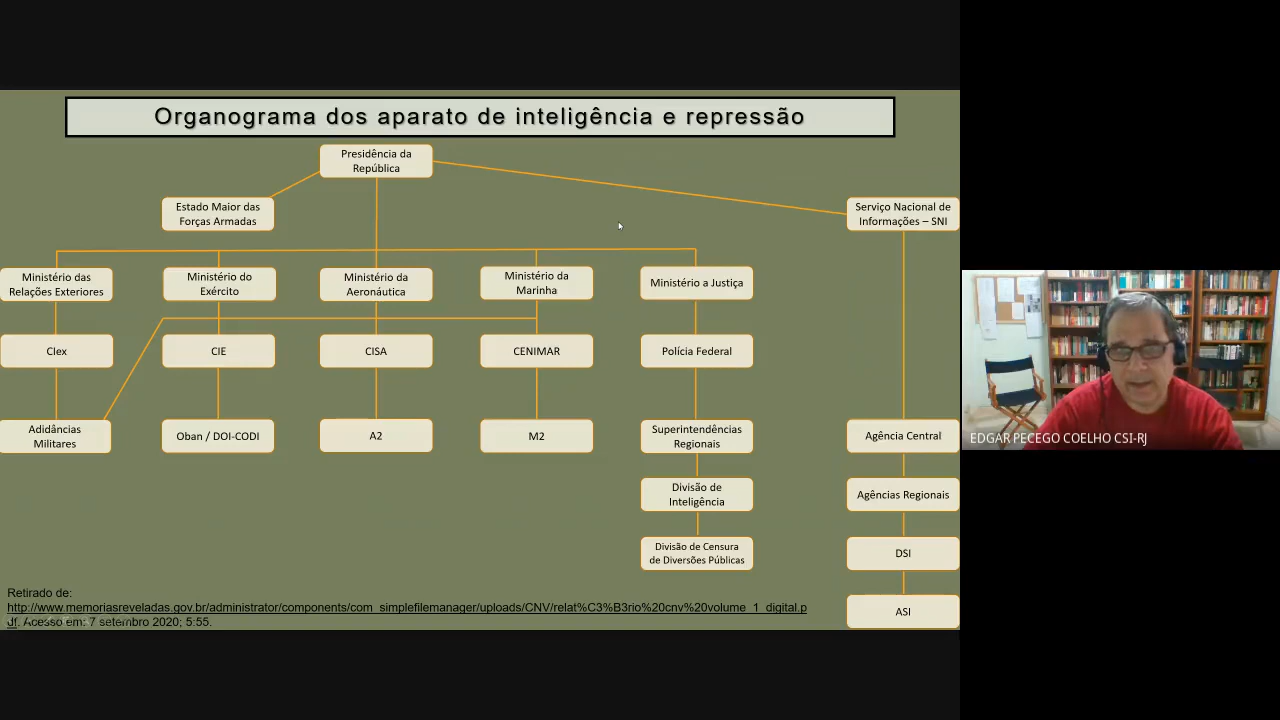 Organograma dos aparato de inteligência e repressão
Presidência da
República
Estado Maior das
Forças Armadas
Serviço Nacional de
Informações – SNI
Ministério das
Relações Exteriores
Ministério do
Exército
Ministério da
Aeronáutica
Ministério da
Marinha
Ministério a Justiça
CIex
CIE
CISA
CENIMAR
Polícia Federal
Adidâncias
Militares
Oban / DOI-CODI
A2
M2
Superintendências
Regionais
Agência Central
Divisão de
Inteligência
Agências Regionais
Divisão de Censura
de Diversões Públicas
DSI
ASI
Retirado de:
http://www.memoriasreveladas.gov.br/administrator/components/com_simplefilemanager/uploads/CNV/relat%C3%B3rio%20cnv%20volume_1_digital.p
df. Acesso em: 7 setembro 2020; 5:55.
EDGAR PECEGO COELHO CSI-RJ